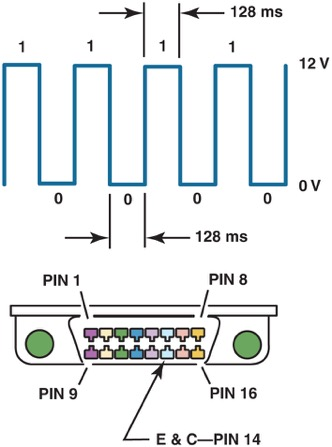 128 ms
1 1 1 1
12 V
0 V
0 0 0 0
128 ms
PIN 1 PIN 8
PIN 9 PIN 16
E & C—PIN 14